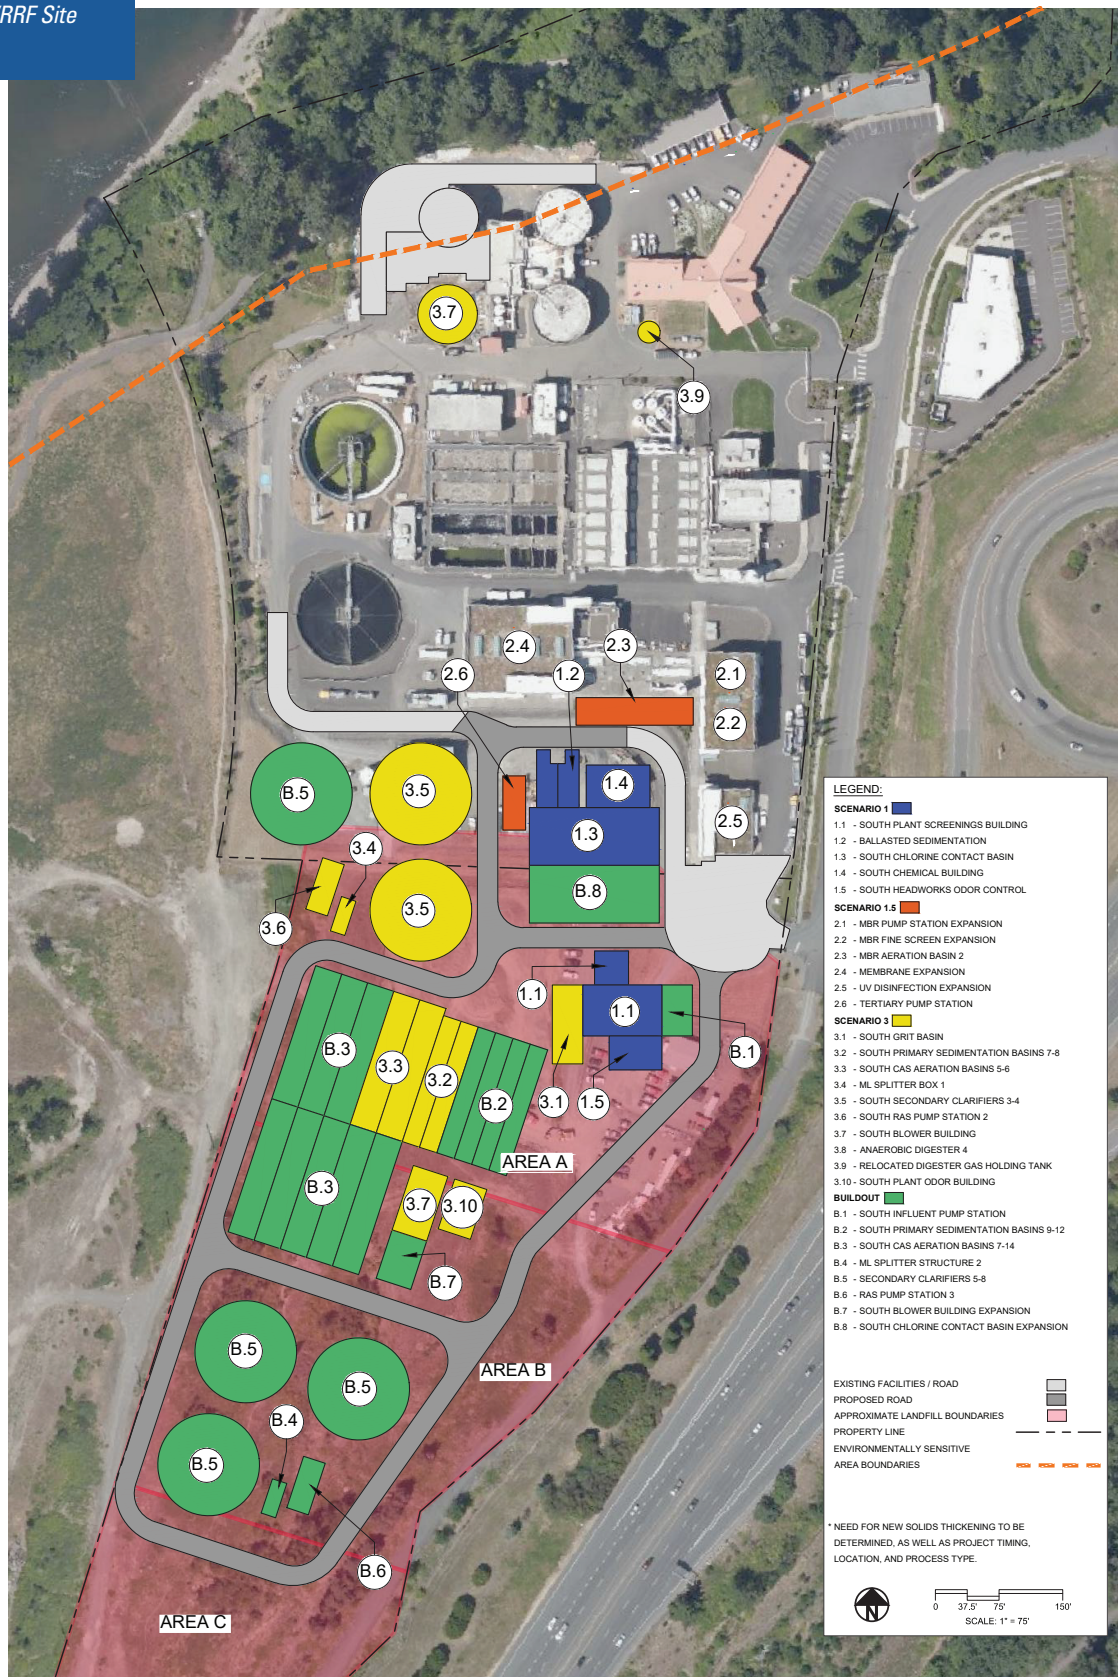 RRF Site
3.7
3.9
2.4
2.3
2.1
2.6
1.2
2.2
B.5
3.5
1.4
1.3
2.5
3.4
B.8
3.5
3.6
1.1
1.1
B.3
3.3
3.2
B.2
3.1
1.5
B.1
AREA A
B.3
3.7
3.10
B.7
B.5
B.5
AREA B
B.4
B.5
B.6
AREA C
LEGEND:
SCENARIO 1
1.1 - SOUTH PLANT SCREENINGS BUILDING
1.2 - BALLASTED SEDIMENTATION
1.3 - SOUTH CHLORINE CONTACT BASIN
1.4 - SOUTH CHEMICAL BUILDING
1.5 - SOUTH HEADWORKS ODOR CONTROL
SCENARIO 1.5
2.1 - MBR PUMP STATION EXPANSION
2.2 - MBR FINE SCREEN EXPANSION
2.3 - MBR AERATION BASIN 2
2.4 - MEMBRANE EXPANSION
2.5 - UV DISINFECTION EXPANSION
2.6 - TERTIARY PUMP STATION
SCENARIO 3
3.1 - SOUTH GRIT BASIN
3.2 - SOUTH PRIMARY SEDIMENTATION BASINS 7-8
3.3 - SOUTH CAS AERATION BASINS 5-6
3.4 - ML SPLITTER BOX 1
3.5 - SOUTH SECONDARY CLARIFIERS 3-4
3.6 - SOUTH RAS PUMP STATION 2
3.7 - SOUTH BLOWER BUILDING
3.8 - ANAEROBIC DIGESTER 4
3.9 - RELOCATED DIGESTER GAS HOLDING TANK
3.10 - SOUTH PLANT ODOR BUILDING
BUILDOUT
B.1 - SOUTH INFLUENT PUMP STATION
B.2 - SOUTH PRIMARY SEDIMENTATION BASINS 9-12
B.3 - SOUTH CAS AERATION BASINS 7-14
B.4 - ML SPLITTER STRUCTURE 2
B.5 - SECONDARY CLARIFIERS 5-8
B.6 - RAS PUMP STATION 3
B.7 - SOUTH BLOWER BUILDING EXPANSION
B.8 - SOUTH CHLORINE CONTACT BASIN EXPANSION
EXISTING FACILITIES / ROAD
PROPOSED ROAD
APPROXIMATE LANDFILL BOUNDARIES
PROPERTY LINE
ENVIRONMENTALLY SENSITIVE
AREA BOUNDARIES
* NEED FOR NEW SOLIDS THICKENING TO BE
DETERMINED, AS WELL AS PROJECT TIMING,
LOCATION, AND PROCESS TYPE.
N
0 37.5' 75' 150'
SCALE: 1" = 75'